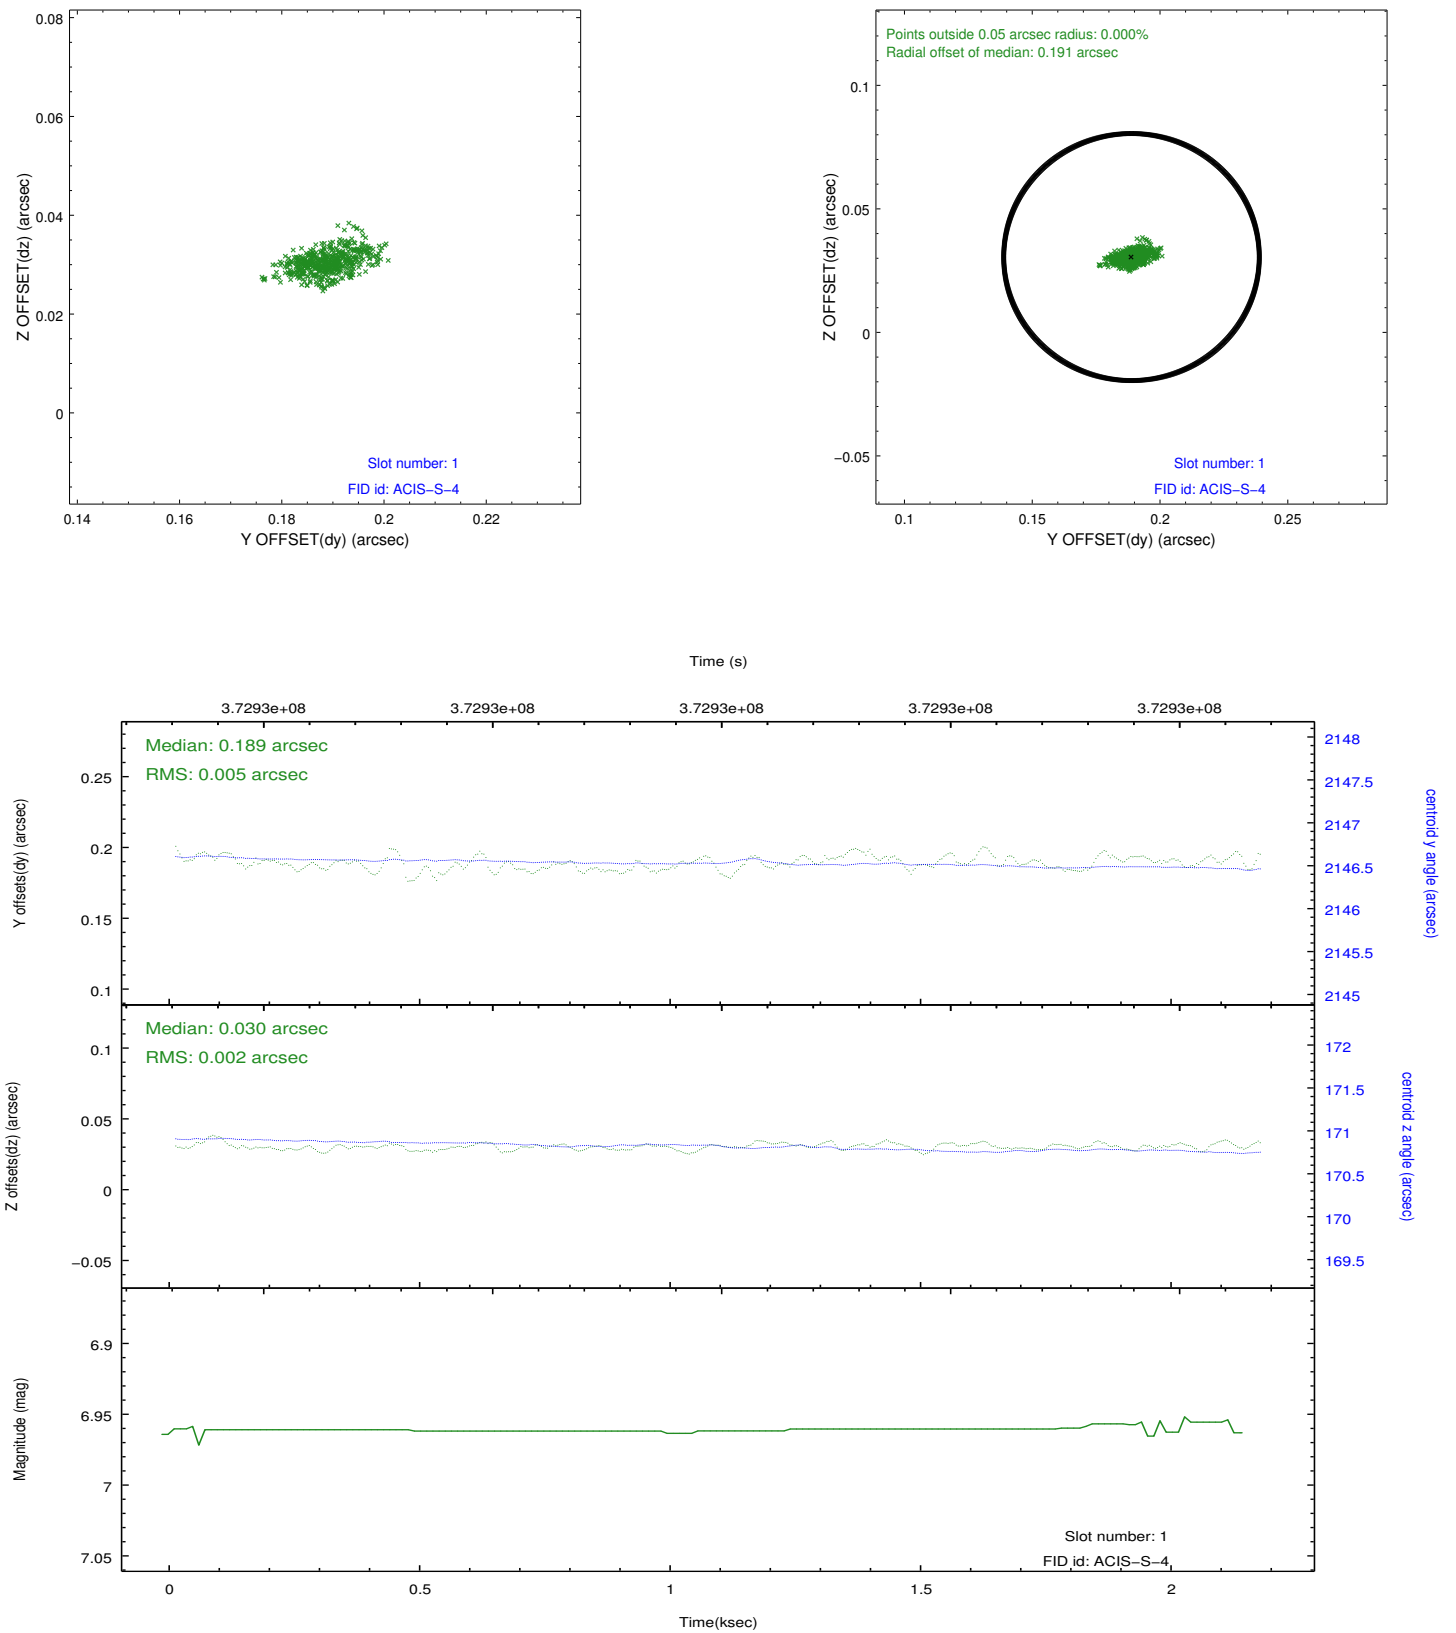 0.08
0.06
0.04
0.02
0
Z OFFSET(dz) (arcsec)
Slot number: 1
FID id: ACIS−S−4
0.14 0.16 0.18 0.2 0.22
Y OFFSET(dy) (arcsec)
Points outside 0.05 arcsec radius: 0.000%
Radial offset of median: 0.191 arcsec
0.1
0.05
0
−0.05
Z OFFSET(dz) (arcsec)
Slot number: 1
FID id: ACIS−S−4
0.1 0.15 0.2 0.25
Y OFFSET(dy) (arcsec)
Time (s)
3.7293e+08 3.7293e+08 3.7293e+08 3.7293e+08 3.7293e+08
Median: 0.189 arcsec
RMS: 0.005 arcsec
0.25
0.2
0.15
0.1
Y offsets(dy) (arcsec)
2148
2147.5
2147
2146.5
2146
2145.5
2145
centroid y angle (arcsec)
Median: 0.030 arcsec
RMS: 0.002 arcsec
0.1
0.05
0
−0.05
Z offsets(dz) (arcsec)
172
171.5
171
170.5
170
169.5
centroid z angle (arcsec)
6.9
6.95
7
7.05
Magnitude (mag)
Slot number: 1
FID id: ACIS−S−4
0 0.5 1 1.5 2
Time(ksec)